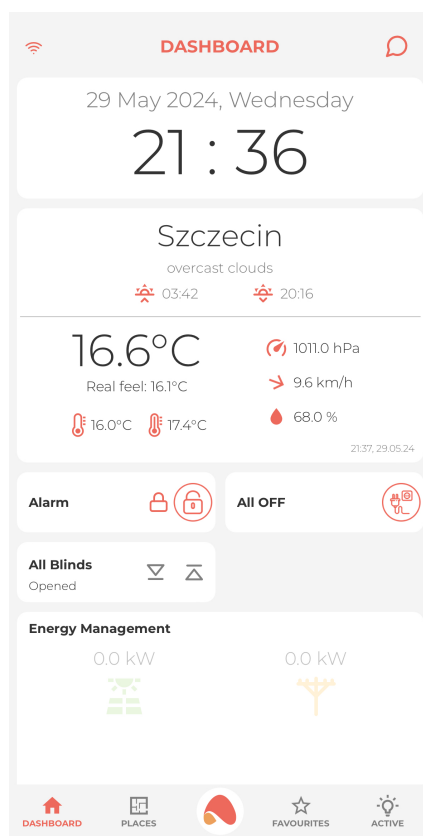 DASHBOARD
29 May 2024, Wednesday
21 : 36
Szczecin
overcast clouds
03:42 20:16
16.6°C
Real feel: 16.1°C
16.0°C 17.4°C
1011.0 hPa
9.6 km/h
68.0 %
21:37, 29.05.24
Alarm
All OFF
All Blinds
Opened
Energy Management
0.0 kW 0.0 kW
DASHBOARD PLACES FAVOURITES ACTIVE